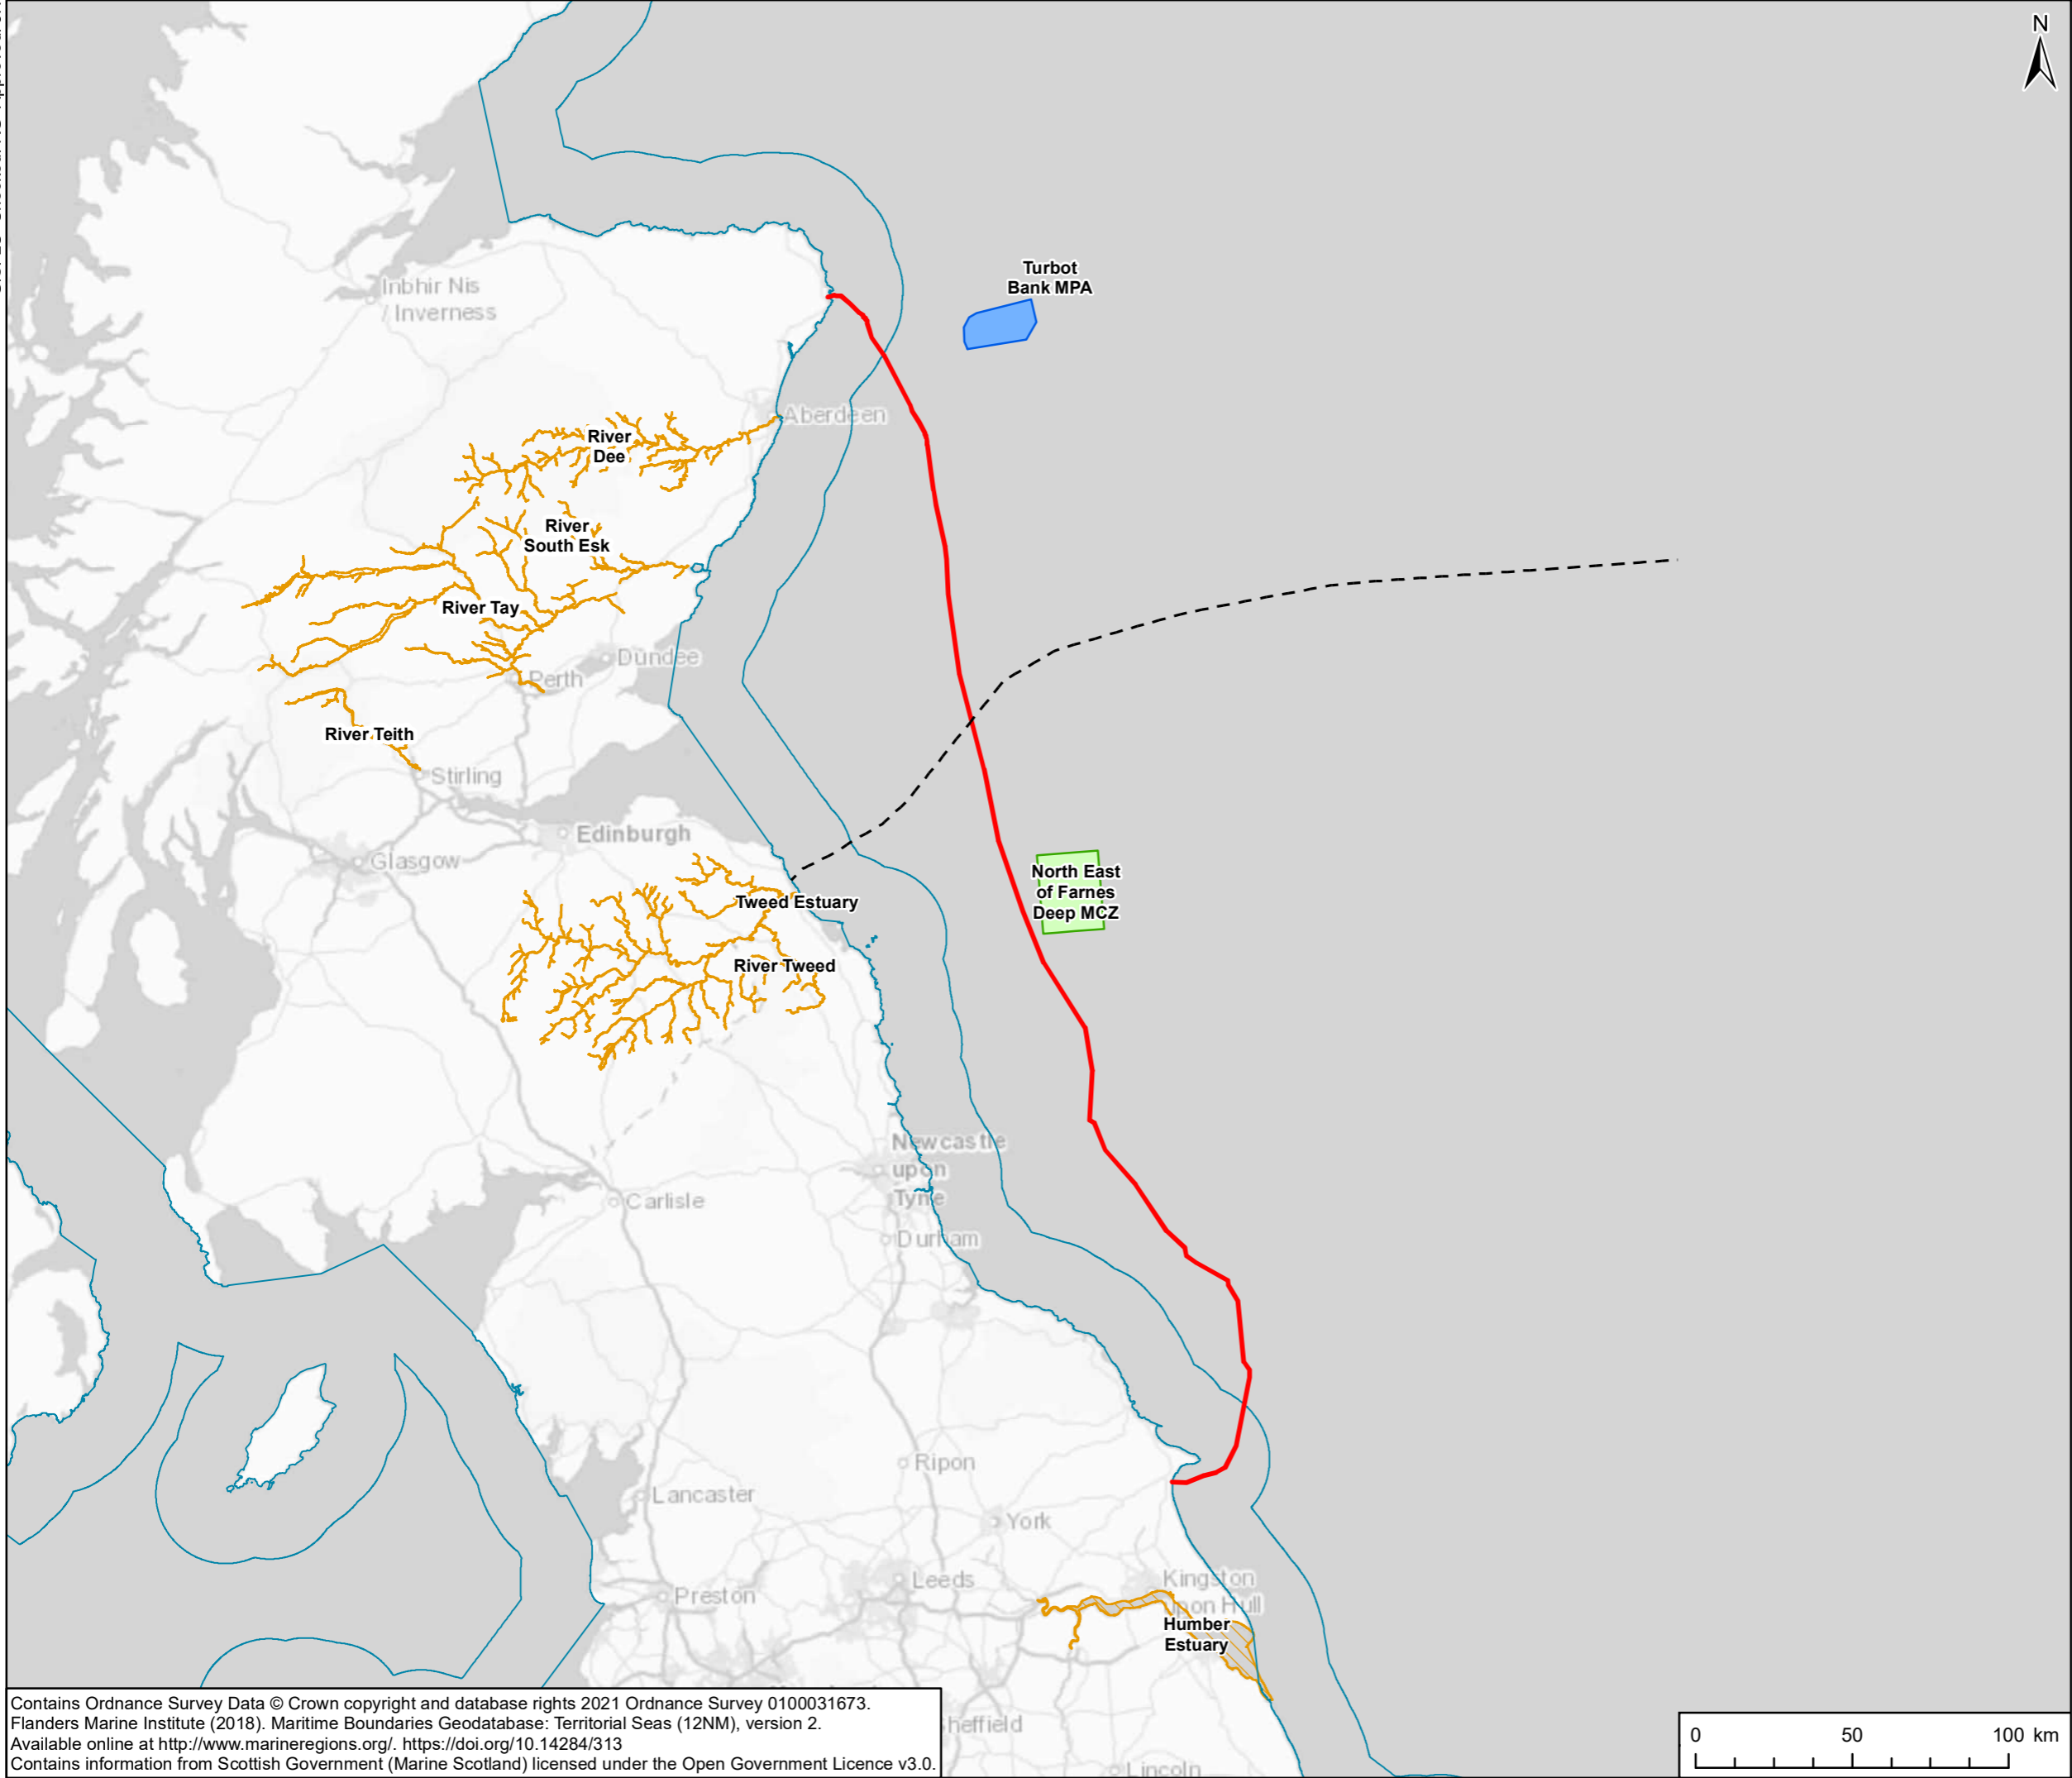 N
Turbot
Bank MPA
Inbhir Nis
/ Inverness
Aberdeen
River
Dee
River
South Esk
River Tay
Dundee
Perth
River Teith
Stirling
Edinburgh
Glasgow
North East
of Farnes
Deep MCZ
Tweed Estuary
River Tweed
Newcastle
upon
Tyne
Carlisle
Durham
Ripon
Lancaster
York
Leeds
Preston
Kingston
upon Hull
Humber
Estuary
Lincoln
Contains Ordnance Survey Data © Crown copyright and database rights 2021 Ordnance Survey 0100031673.
Flanders Marine Institute (2018). Maritime Boundaries Geodatabase: Territorial Seas (12NM), version 2.
Available online at http://www.marineregions.org/. https://doi.org/10.14284/313
Contains information from Scottish Government (Marine Scotland) licensed under the Open Government Licence v3.0.
0 50 100 km